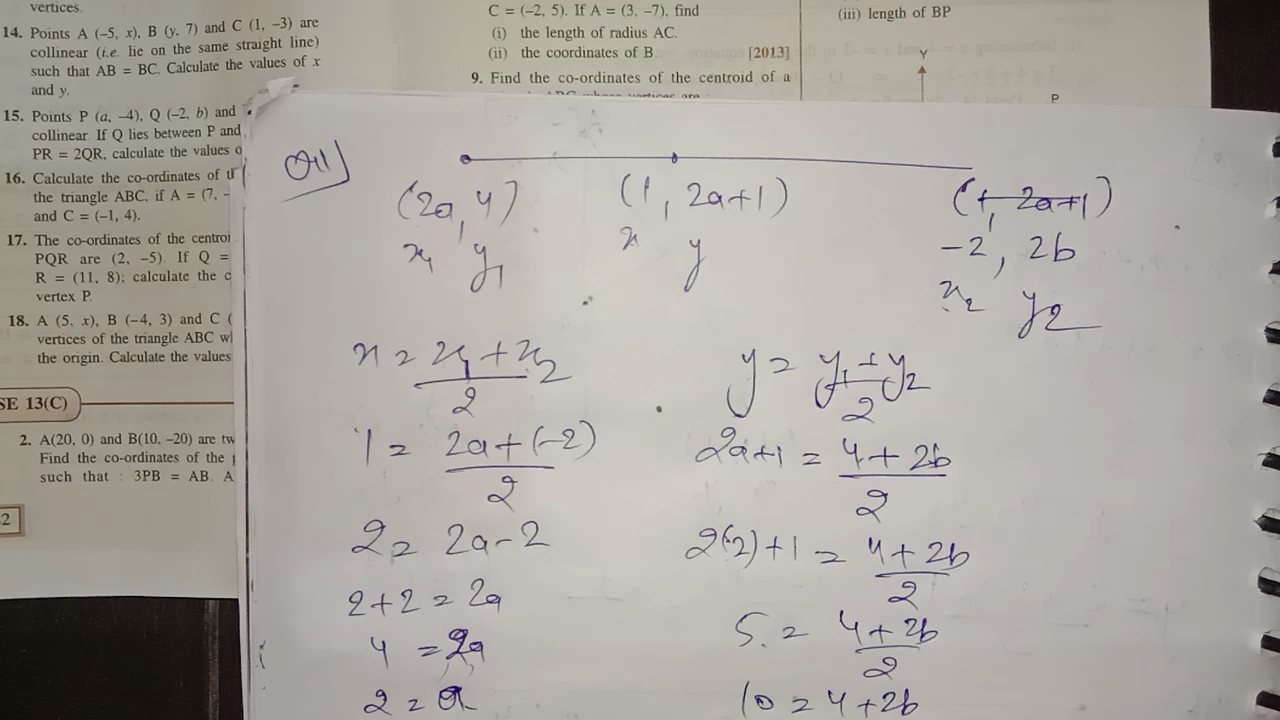 vertices.
14. Points A (-5, x), B (y, 7) and C (1, -3) are
collinear (i.e. lie on the same straight line)
such that AB = BC. Calculate the values of x
and y.
15. Points P (a, -4), Q (-2, b) and
collinear. If Q lies between P and
PR = 2QR, calculate the values
16. Calculate the co-ordinates of
the triangle ABC, if A = (7, -
and C = (-1, 4).
17. The co-ordinates of the
PQR are (2, -5). If Q =
R = (11, 8); calculate the
vertex P.
18. A (5, x), B (-4, 3) and C (
vertices of the triangle ABC
the origin. Calculate the values
SE 13(C)
2. A(20, 0) and B(10, -20) are
Find the co-ordinates of the
such that : 3PB = AB. A
2
C = (-2, 5). If A = (3, -7), find
(i) the length of radius AC.
(ii) the coordinates of B. [2013]
9. Find the co-ordinates of the centroid of a
ABC whose vertices are
(iii) length of BP
Y
P
Q11)
(2a, 4) (1, 2a+1) (1, 2a+1)
-2, 2b
x₁ y₁ x y x₂ y2
x = x₁ + x₂ / 2 y = y₁ + y₂ / 2
1 = 2a + (-2) / 2 2a+1 = 4 + 2b / 2
2 = 2a - 2 2(2) + 1 = 4 + 2b / 2
2 + 2 = 2a 5 = 4 + 2b / 2
4 = 2a 10 = 4 + 2b
2 = a